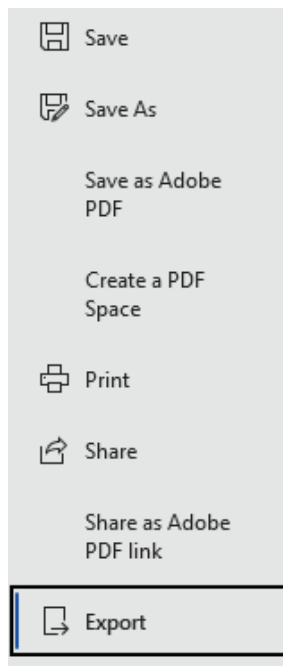 Save
Save As
Save as Adobe
PDF
Create a PDF
Space
Print
Share
Share as Adobe
PDF link
Export